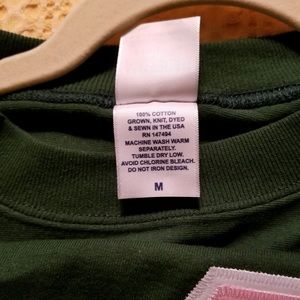 100% COTTON
GROWN, KNIT, DYED
& SEWN IN THE USA
RN 147494
MACHINE WASH WARM
SEPARATELY.
TUMBLE DRY LOW.
AVOID CHLORINE BLEACH.
DO NOT IRON DESIGN.
M